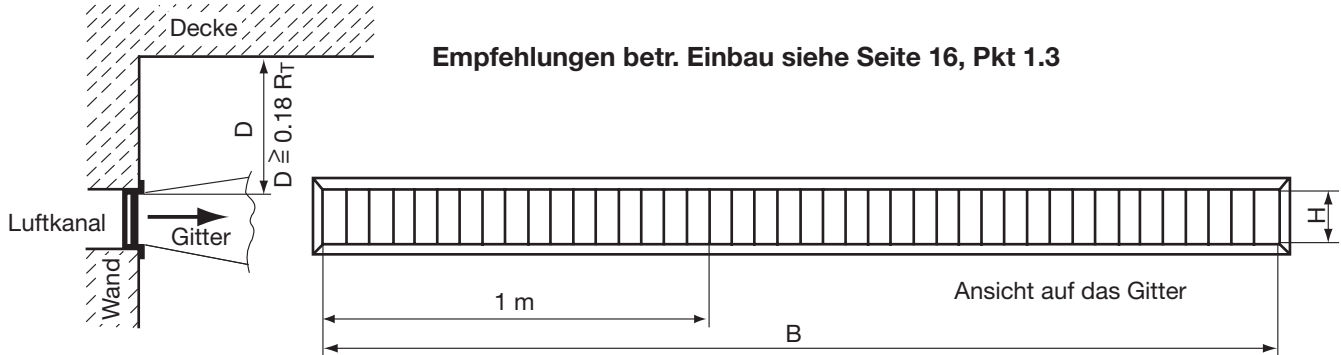 Decke
Empfehlungen betr. Einbau siehe Seite 16, Pkt 1.3
D
D ≧ 0.18 RT
Luftkanal
Gitter
Wand
H
1 m
Ansicht auf das Gitter
B